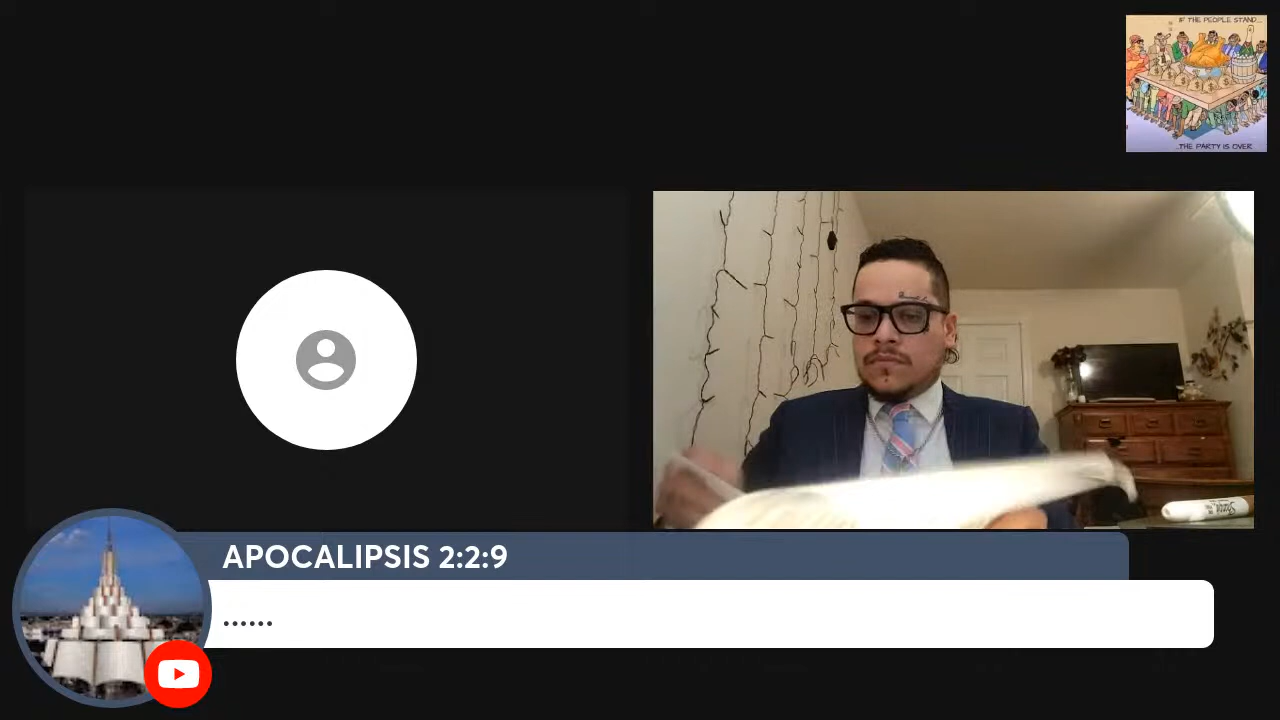 IF THE PEOPLE STAND...
...THE PARTY IS OVER
APOCALIPSIS 2:2:9
......